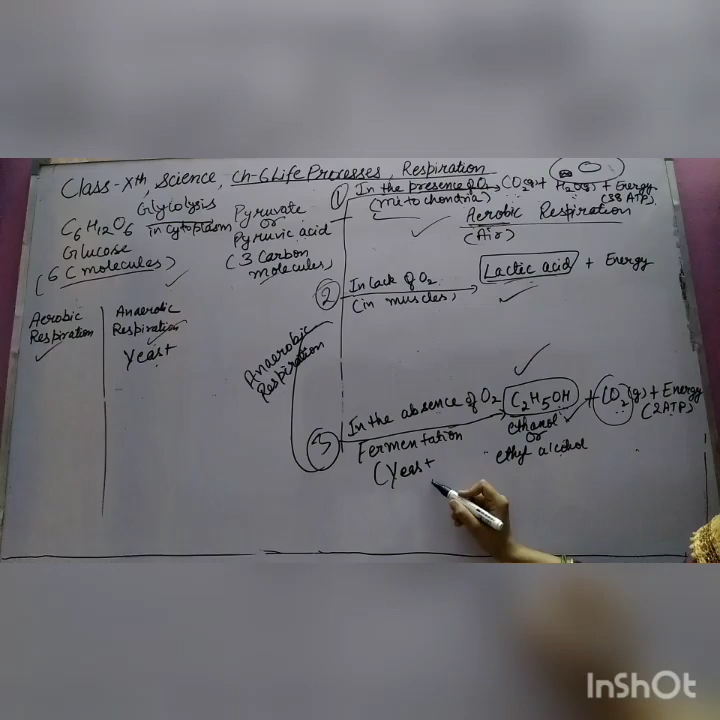 Class-Xth, Science, Ch-6 Life Processes, Respiration
C6H12O6
Glucose
(6 C molecules)
Glycolysis
in cytoplasm
Pyruvate
or
Pyruvic acid
(3 Carbon
molecules)
1 In the presence of O2 CO2(g) + H2O(g) + Energy
(mitochondria)
(38 ATP)
Aerobic Respiration
(Air)
2 In lack of O2
(in muscles)
Lactic acid + Energy
Anaerobic
Respiration
3 In the absence of O2 C2H5OH + CO2(g) + Energy
(2ATP)
Fermentation
(Yeast
ethanol
or
ethyl alcohol
Aerobic
Respiration
Anaerobic
Respiration
Yeast
InShOt